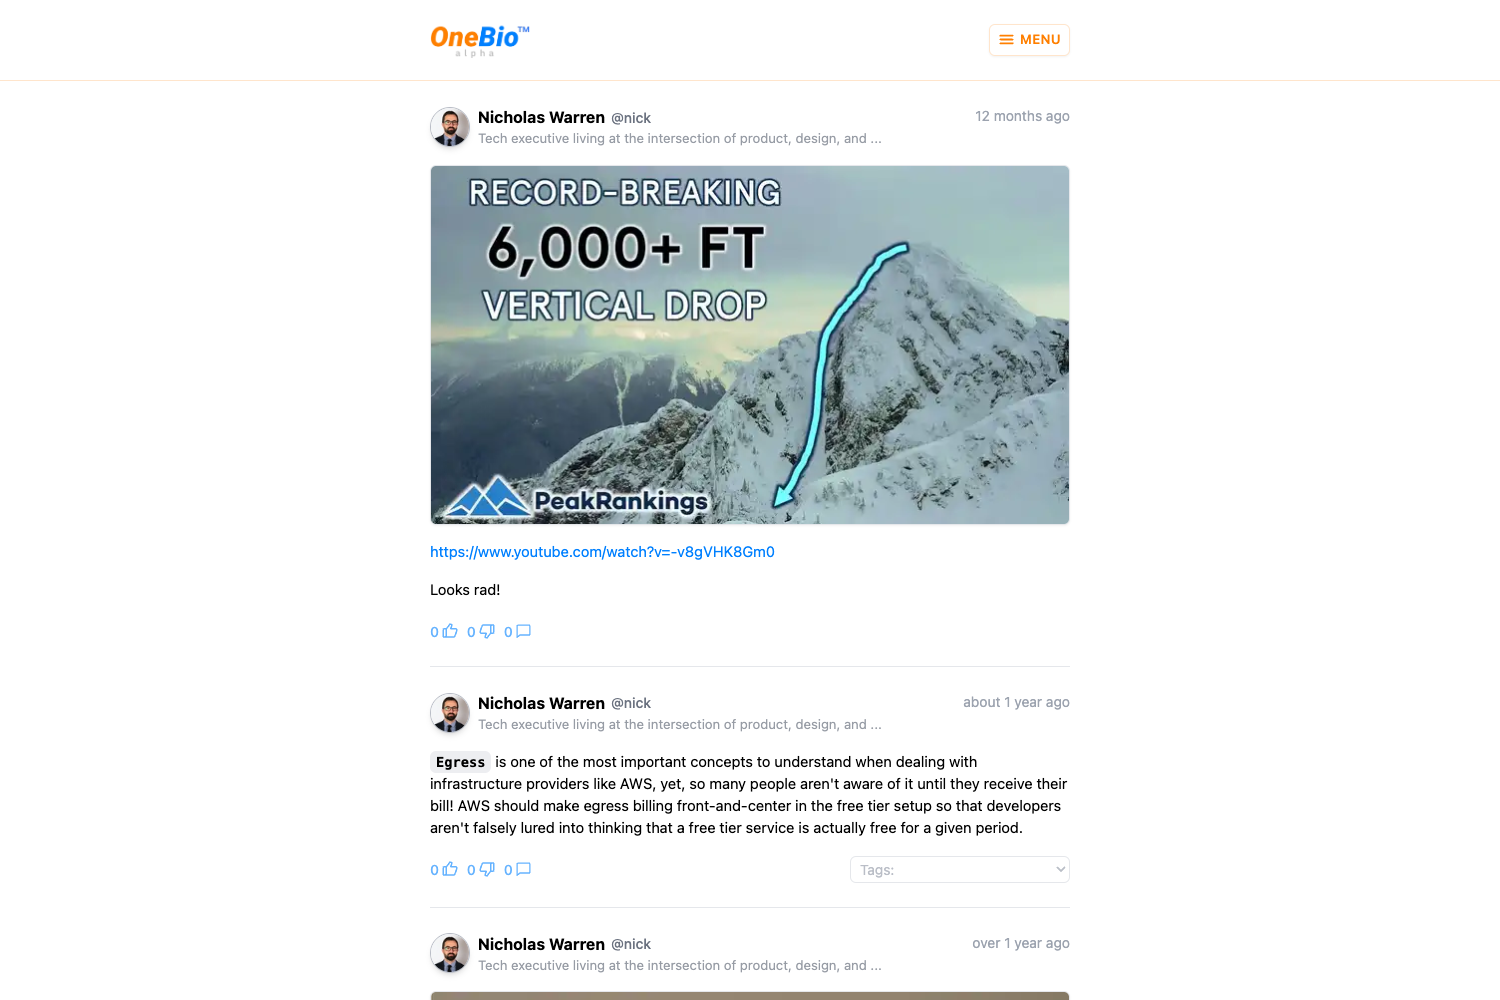 OneBio™
alpha
MENU
Nicholas Warren @nick
12 months ago
Tech executive living at the intersection of product, design, and ...
RECORD-BREAKING
6,000+ FT
VERTICAL DROP
PeakRankings
https://www.youtube.com/watch?v=-v8gVHK8Gm0
Looks rad!
0 0 0
Nicholas Warren @nick
about 1 year ago
Tech executive living at the intersection of product, design, and ...
Egress is one of the most important concepts to understand when dealing with
infrastructure providers like AWS, yet, so many people aren't aware of it until they receive their
bill! AWS should make egress billing front-and-center in the free tier setup so that developers
aren't falsely lured into thinking that a free tier service is actually free for a given period.
0 0 0
Tags:
Nicholas Warren @nick
over 1 year ago
Tech executive living at the intersection of product, design, and ...